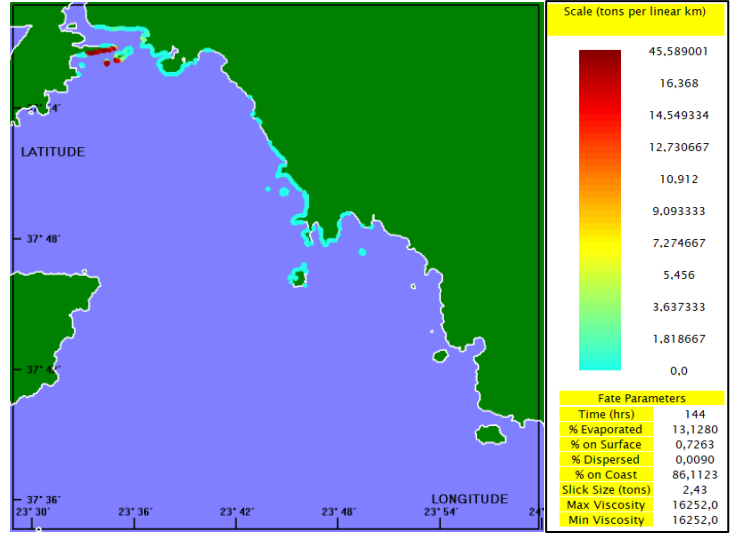 LATITUDE
37° 48´
37° 36´
LONGITUDE
23° 30´
23° 36´
23° 42´
23° 48´
23° 54´
24°
Scale (tons per linear km)
45,589001
16,368
14,549334
12,730667
10,912
9,093333
7,274667
5,456
3,637333
1,818667
0,0
Fate Parameters
Time (hrs) 144
% Evaporated 13,1280
% on Surface 0,7263
% Dispersed 0,0090
% on Coast 86,1123
Slick Size (tons) 2,43
Max Viscosity 16252,0
Min Viscosity 16252,0